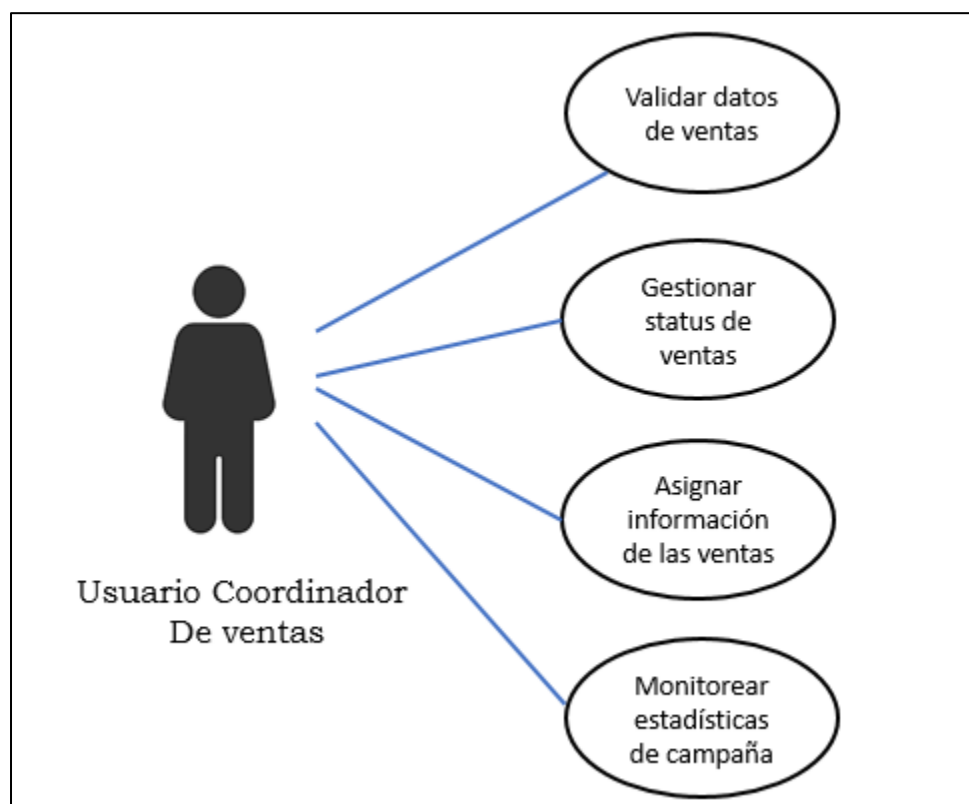 Validar datos
de ventas
Gestionar
status de
ventas
Asignar
información
de las ventas
Monitorear
estadísticas
de campaña
Usuario Coordinador
De ventas